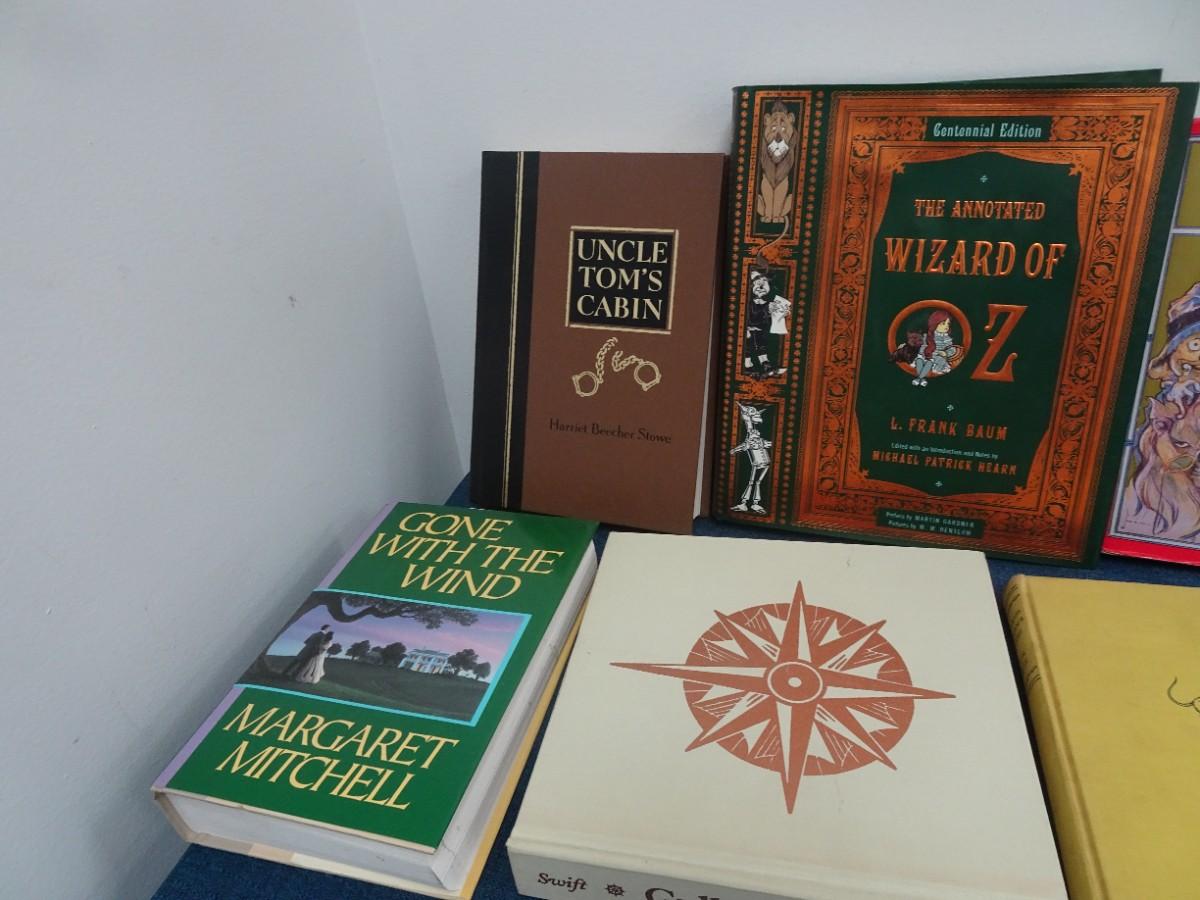 UNCLE
TOM'S
CABIN
Harriet Beecher Stowe
Centennial Edition
THE ANNOTATED
WIZARD OF
OZ
L. FRANK BAUM
Edited with an Introduction and Notes by
MICHAEL PATRICK HEARN
Preface by MARTIN GARDNER
Pictures by W. W. DENSLOW
GONE
WITH THE
WIND
MARGARET
MITCHELL
Swift